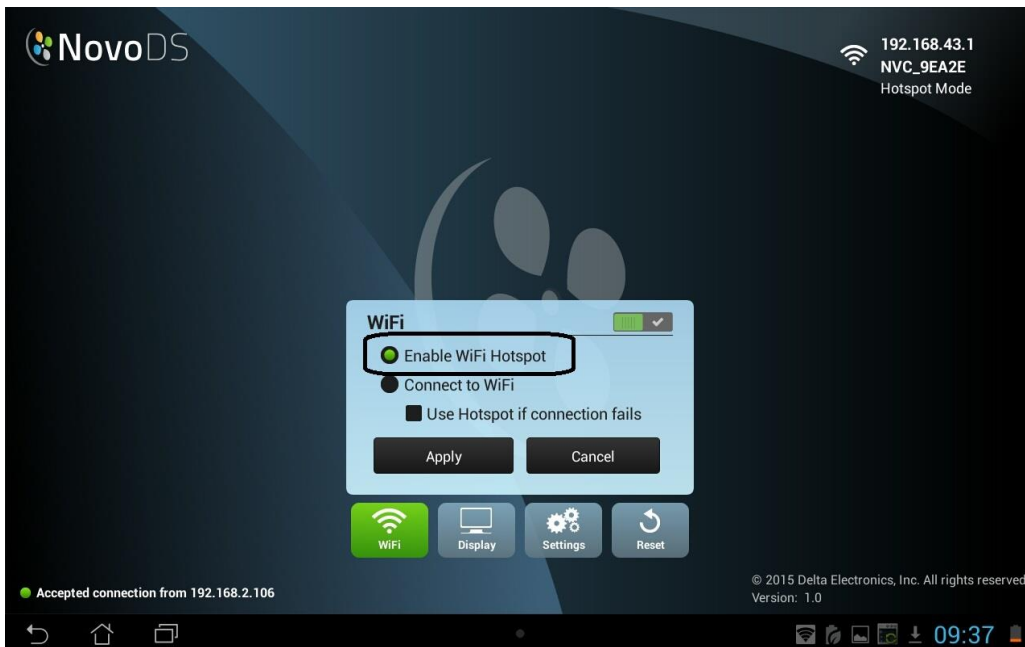 NovoDS
192.168.43.1
NVC_9EA2E
Hotspot Mode
WiFi
Enable WiFi Hotspot
Connect to WiFi
Use Hotspot if connection fails
Apply Cancel
WiFi Display Settings Reset
Accepted connection from 192.168.2.106
© 2015 Delta Electronics, Inc. All rights reserved
Version: 1.0
09:37